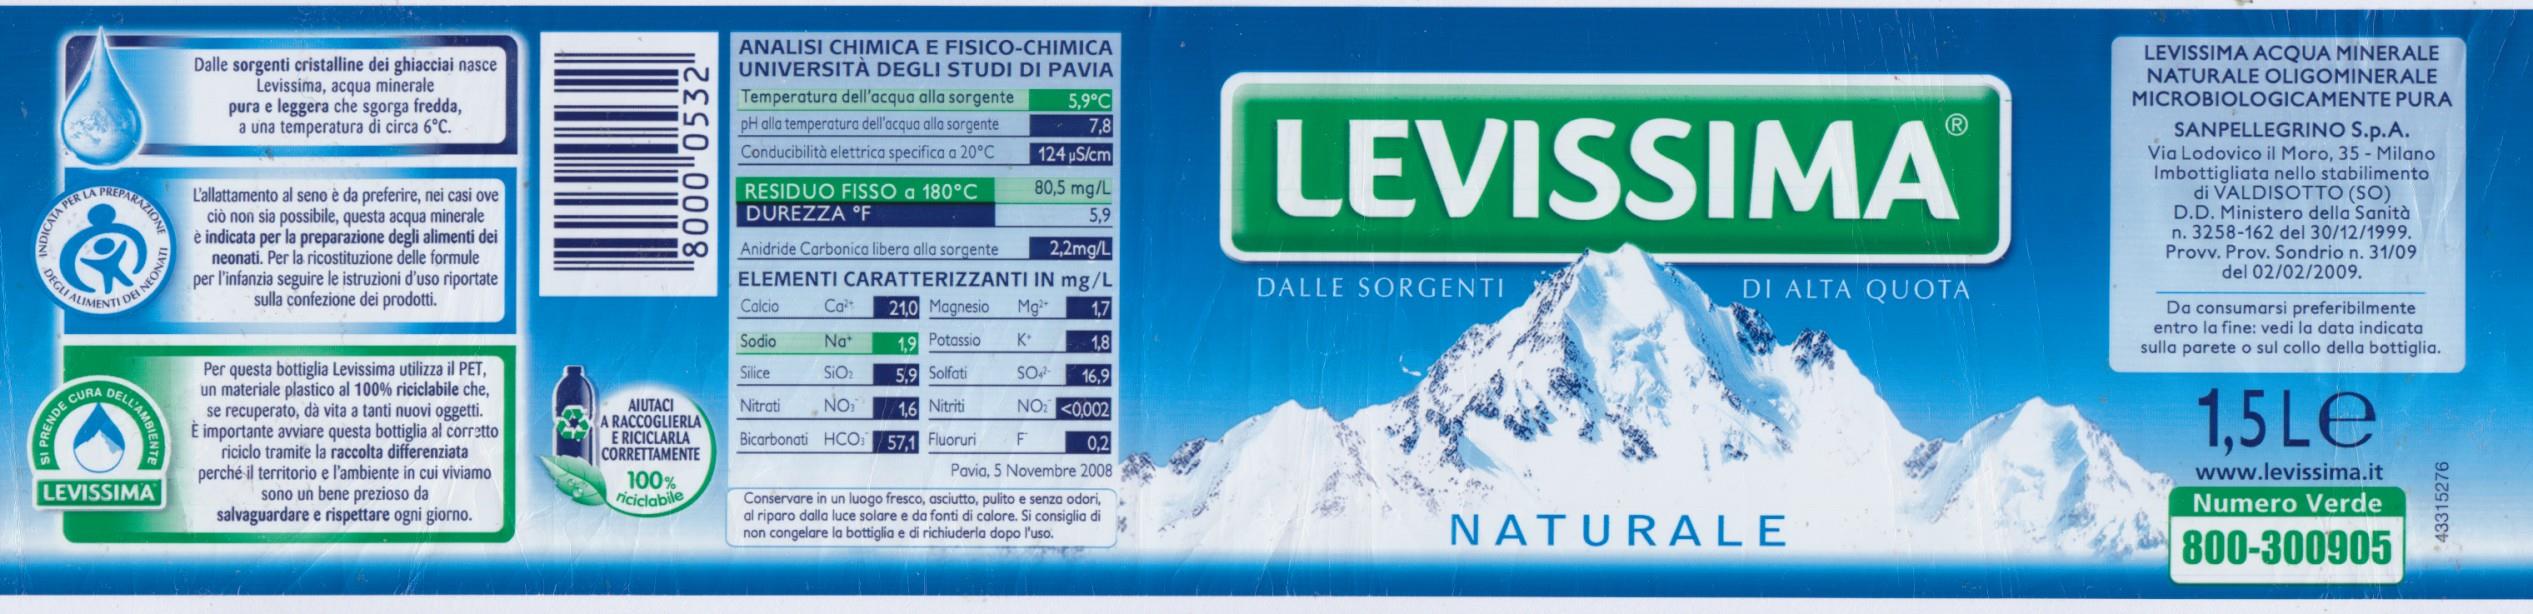 Dalle sorgenti cristalline dei ghiacciai nasce
Levissima, acqua minerale
pura e leggera che sgorga fredda,
a una temperatura di circa 6°C.
INDICATA PER LA PREPARAZIONE
DEGLI ALIMENTI DEI NEONATI
L'allattamento al seno è da preferire, nei casi ove
ciò non sia possibile, questa acqua minerale
è indicata per la preparazione degli alimenti dei
neonati. Per la ricostituzione delle formule
per l'infanzia seguire le istruzioni d'uso riportate
sulla confezione dei prodotti.
SI PRENDE CURA DELL'AMBIENTE
LEVISSIMA
Per questa bottiglia Levissima utilizza il PET,
un materiale plastico al 100% riciclabile che,
se recuperato, dà vita a tanti nuovi oggetti.
È importante avviare questa bottiglia al corretto
riciclo tramite la raccolta differenziata
perché il territorio e l'ambiente in cui viviamo
sono un bene prezioso da
salvaguardare e rispettare ogni giorno.
80000532
AIUTACI
A RACCOGLIERLA
E RICICLARLA
CORRETTAMENTE
100%
riciclabile
ANALISI CHIMICA E FISICO-CHIMICA
UNIVERSITÀ DEGLI STUDI DI PAVIA
Temperatura dell'acqua alla sorgente 5,9°C
pH alla temperatura dell'acqua alla sorgente 7,8
Conducibilità elettrica specifica a 20°C 124 µS/cm
RESIDUO FISSO a 180°C 80,5 mg/L
DUREZZA °F 5,9
Anidride Carbonica libera alla sorgente 2,2mg/L
ELEMENTI CARATTERIZZANTI IN mg/L
Calcio Ca²⁺ 21,0 Magnesio Mg²⁺ 1,7
Sodio Na⁺ 1,9 Potassio K⁺ 1,8
Silice SiO₂ 5,9 Solfati SO₄²⁻ 16,9
Nitrati NO₃⁻ 1,6 Nitriti NO₂⁻ <0,002
Bicarbonati HCO₃⁻ 57,1 Fluoruri F⁻ 0,2
Pavia, 5 Novembre 2008
Conservare in un luogo fresco, asciutto, pulito e senza odori,
al riparo dalla luce solare e da fonti di calore. Si consiglia di
non congelare la bottiglia e di richiuderla dopo l'uso.
LEVISSIMA®
DALLE SORGENTI DI ALTA QUOTA
NATURALE
LEVISSIMA ACQUA MINERALE
NATURALE OLIGOMINERALE
MICROBIOLOGICAMENTE PURA
SANPELLEGRINO S.p.A.
Via Lodovico il Moro, 35 - Milano
Imbottigliata nello stabilimento
di VALDISOTTO (SO)
D.D. Ministero della Sanità
n. 3258-162 del 30/12/1999.
Provv. Prov. Sondrio n. 31/09
del 02/02/2009.
Da consumarsi preferibilmente
entro la fine: vedi la data indicata
sulla parete o sul collo della bottiglia.
1,5 L e
www.levissima.it
Numero Verde
800-300905
43315276